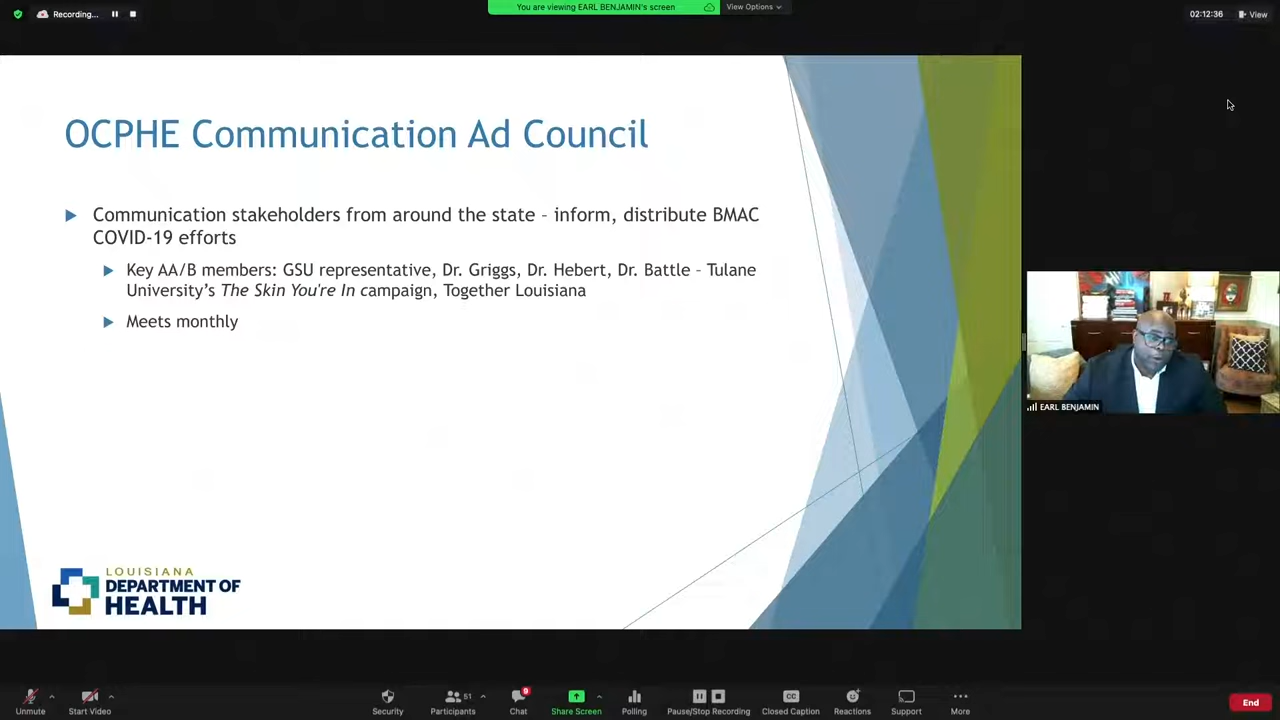 Recording...
You are viewing EARL BENJAMIN's screen
View Options
02:12:36
View
OCPHE Communication Ad Council
Communication stakeholders from around the state – inform, distribute BMAC
COVID-19 efforts
Key AA/B members: GSU representative, Dr. Griggs, Dr. Hebert, Dr. Battle – Tulane
University's The Skin You're In campaign, Together Louisiana
Meets monthly
EARL BENJAMIN
LOUISIANA
DEPARTMENT OF
HEALTH
Unmute
Start Video
Security
51
Participants
9
Chat
Share Screen
Polling
Pause/Stop Recording
CC
Closed Caption
Reactions
Support
More
End